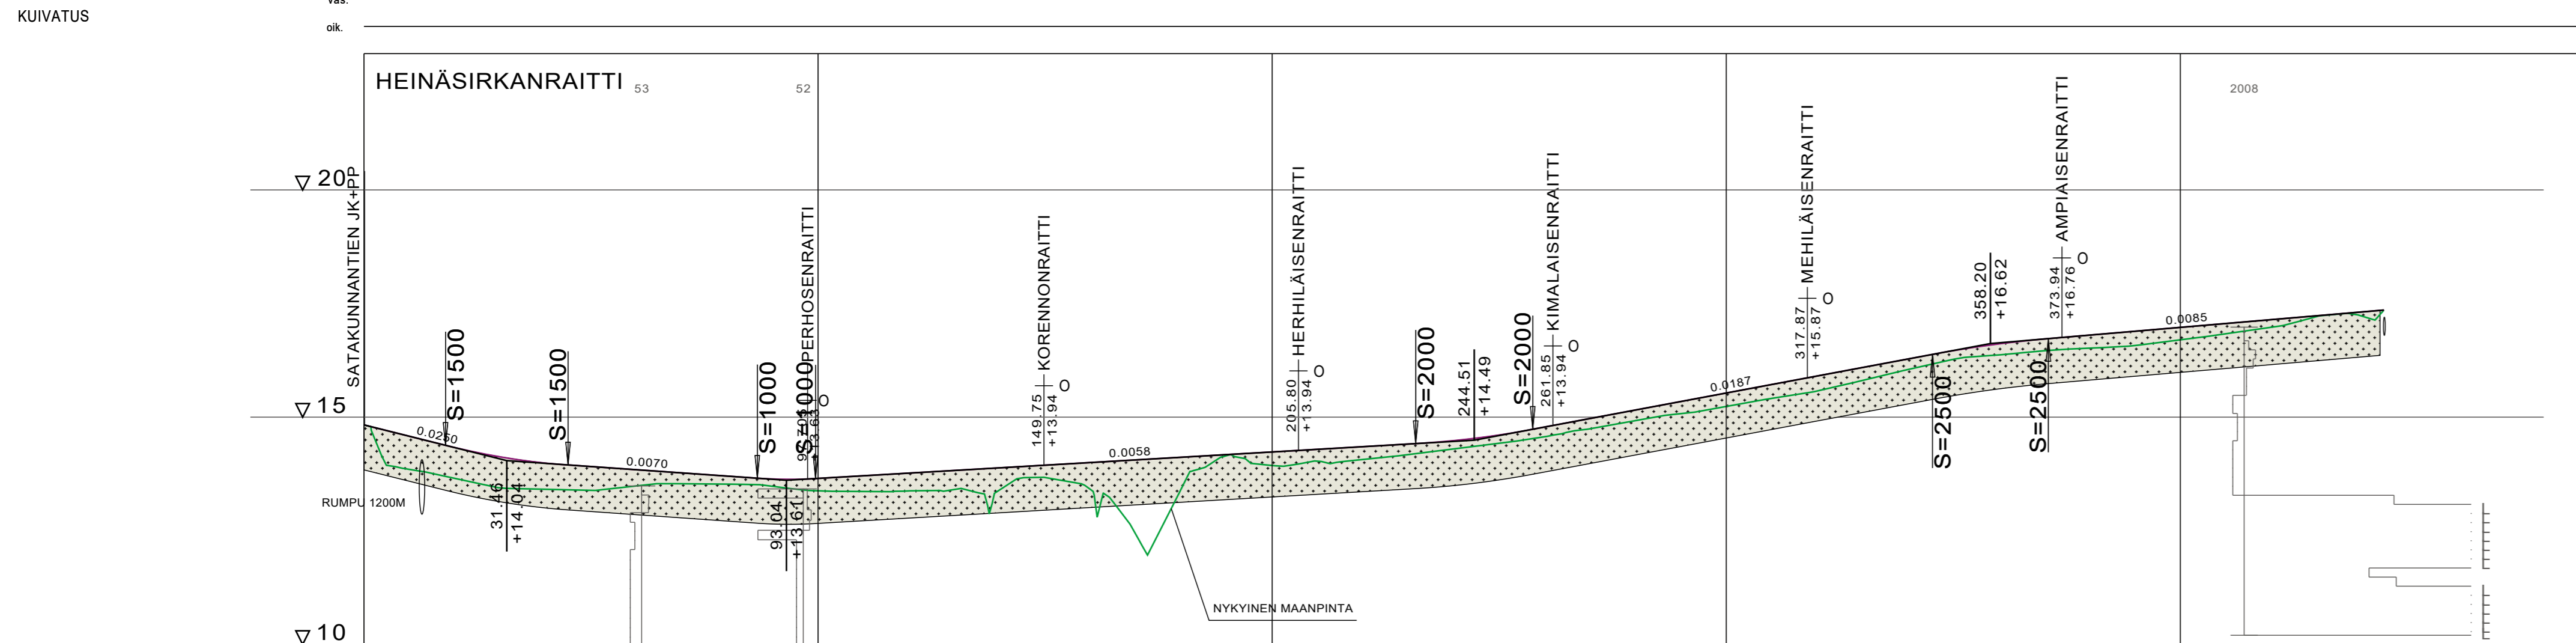 vas.
KUIVATUS
oik.
HEINÄSIRKANRAITTI
53
52
2008
20
15
10
SATAKUNNANTIEN JK+PP
RUMPU 1200M
0.0250
S=1500
31.46
+14.04
S=1500
0.0070
S=1000
93.04
+13.61
S=1000
PERHOSENRAITTI
O
+13.63
KORENNONRAITTI
O
149.75
+13.94
0.0058
NYKYINEN MAANPINTA
HERHILÄISENRAITTI
O
205.80
+13.94
S=2000
244.51
+14.49
S=2000
KIMALAISENRAITTI
O
261.85
+13.94
0.0187
MEHILÄISENRAITTI
O
317.87
+15.87
S=2500
358.20
+16.62
S=2500
AMPIAISENRAITTI
O
373.94
+16.76
0.0085